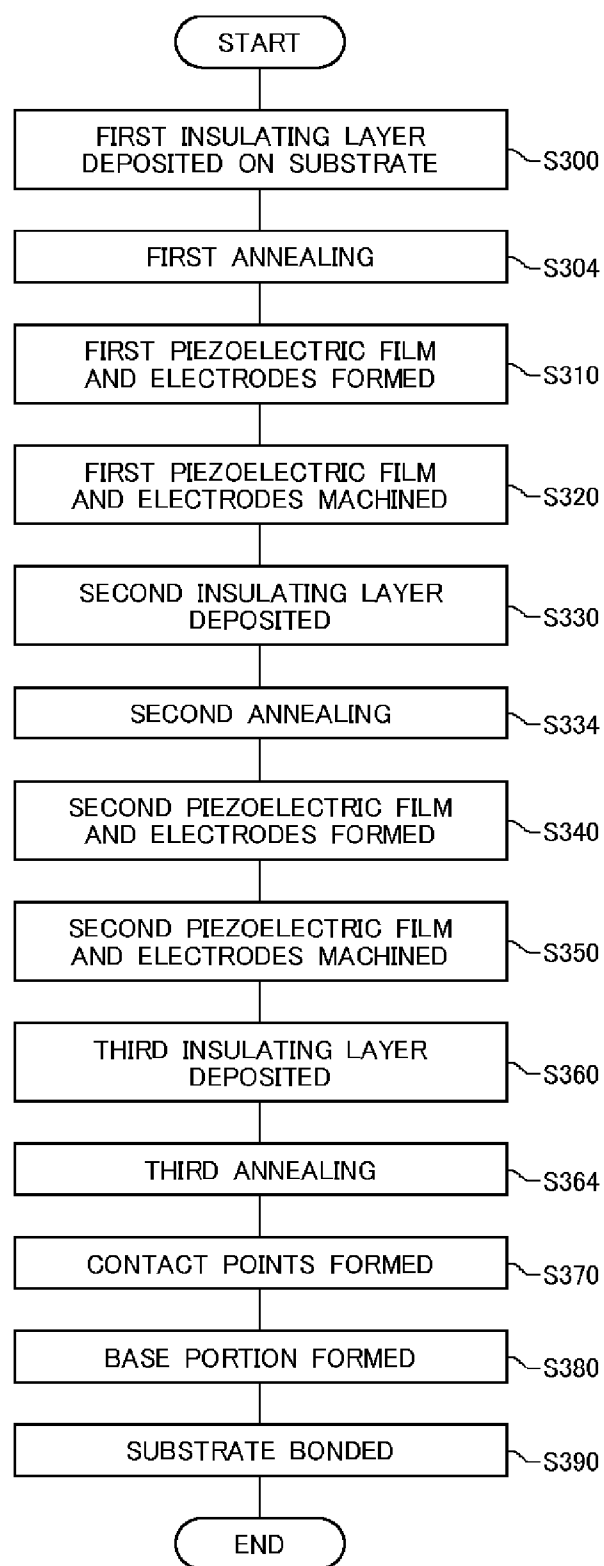 START
FIRST INSULATING LAYER
DEPOSITED ON SUBSTRATE
S300
FIRST ANNEALING
S304
FIRST PIEZOELECTRIC FILM
AND ELECTRODES FORMED
S310
FIRST PIEZOELECTRIC FILM
AND ELECTRODES MACHINED
S320
SECOND INSULATING LAYER
DEPOSITED
S330
SECOND ANNEALING
S334
SECOND PIEZOELECTRIC FILM
AND ELECTRODES FORMED
S340
SECOND PIEZOELECTRIC FILM
AND ELECTRODES MACHINED
S350
THIRD INSULATING LAYER
DEPOSITED
S360
THIRD ANNEALING
S364
CONTACT POINTS FORMED
S370
BASE PORTION FORMED
S380
SUBSTRATE BONDED
S390
END